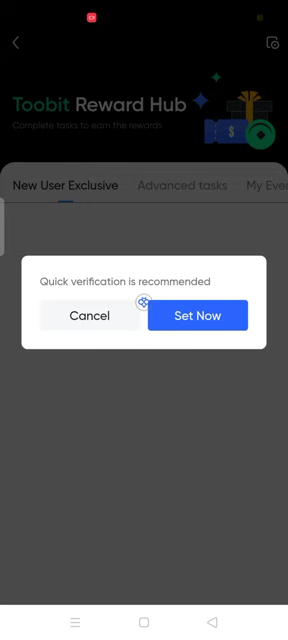 Toobit Reward Hub
Complete tasks to earn the rewards
New User Exclusive Advanced tasks My Eve
Quick verification is recommended
Cancel Set Now